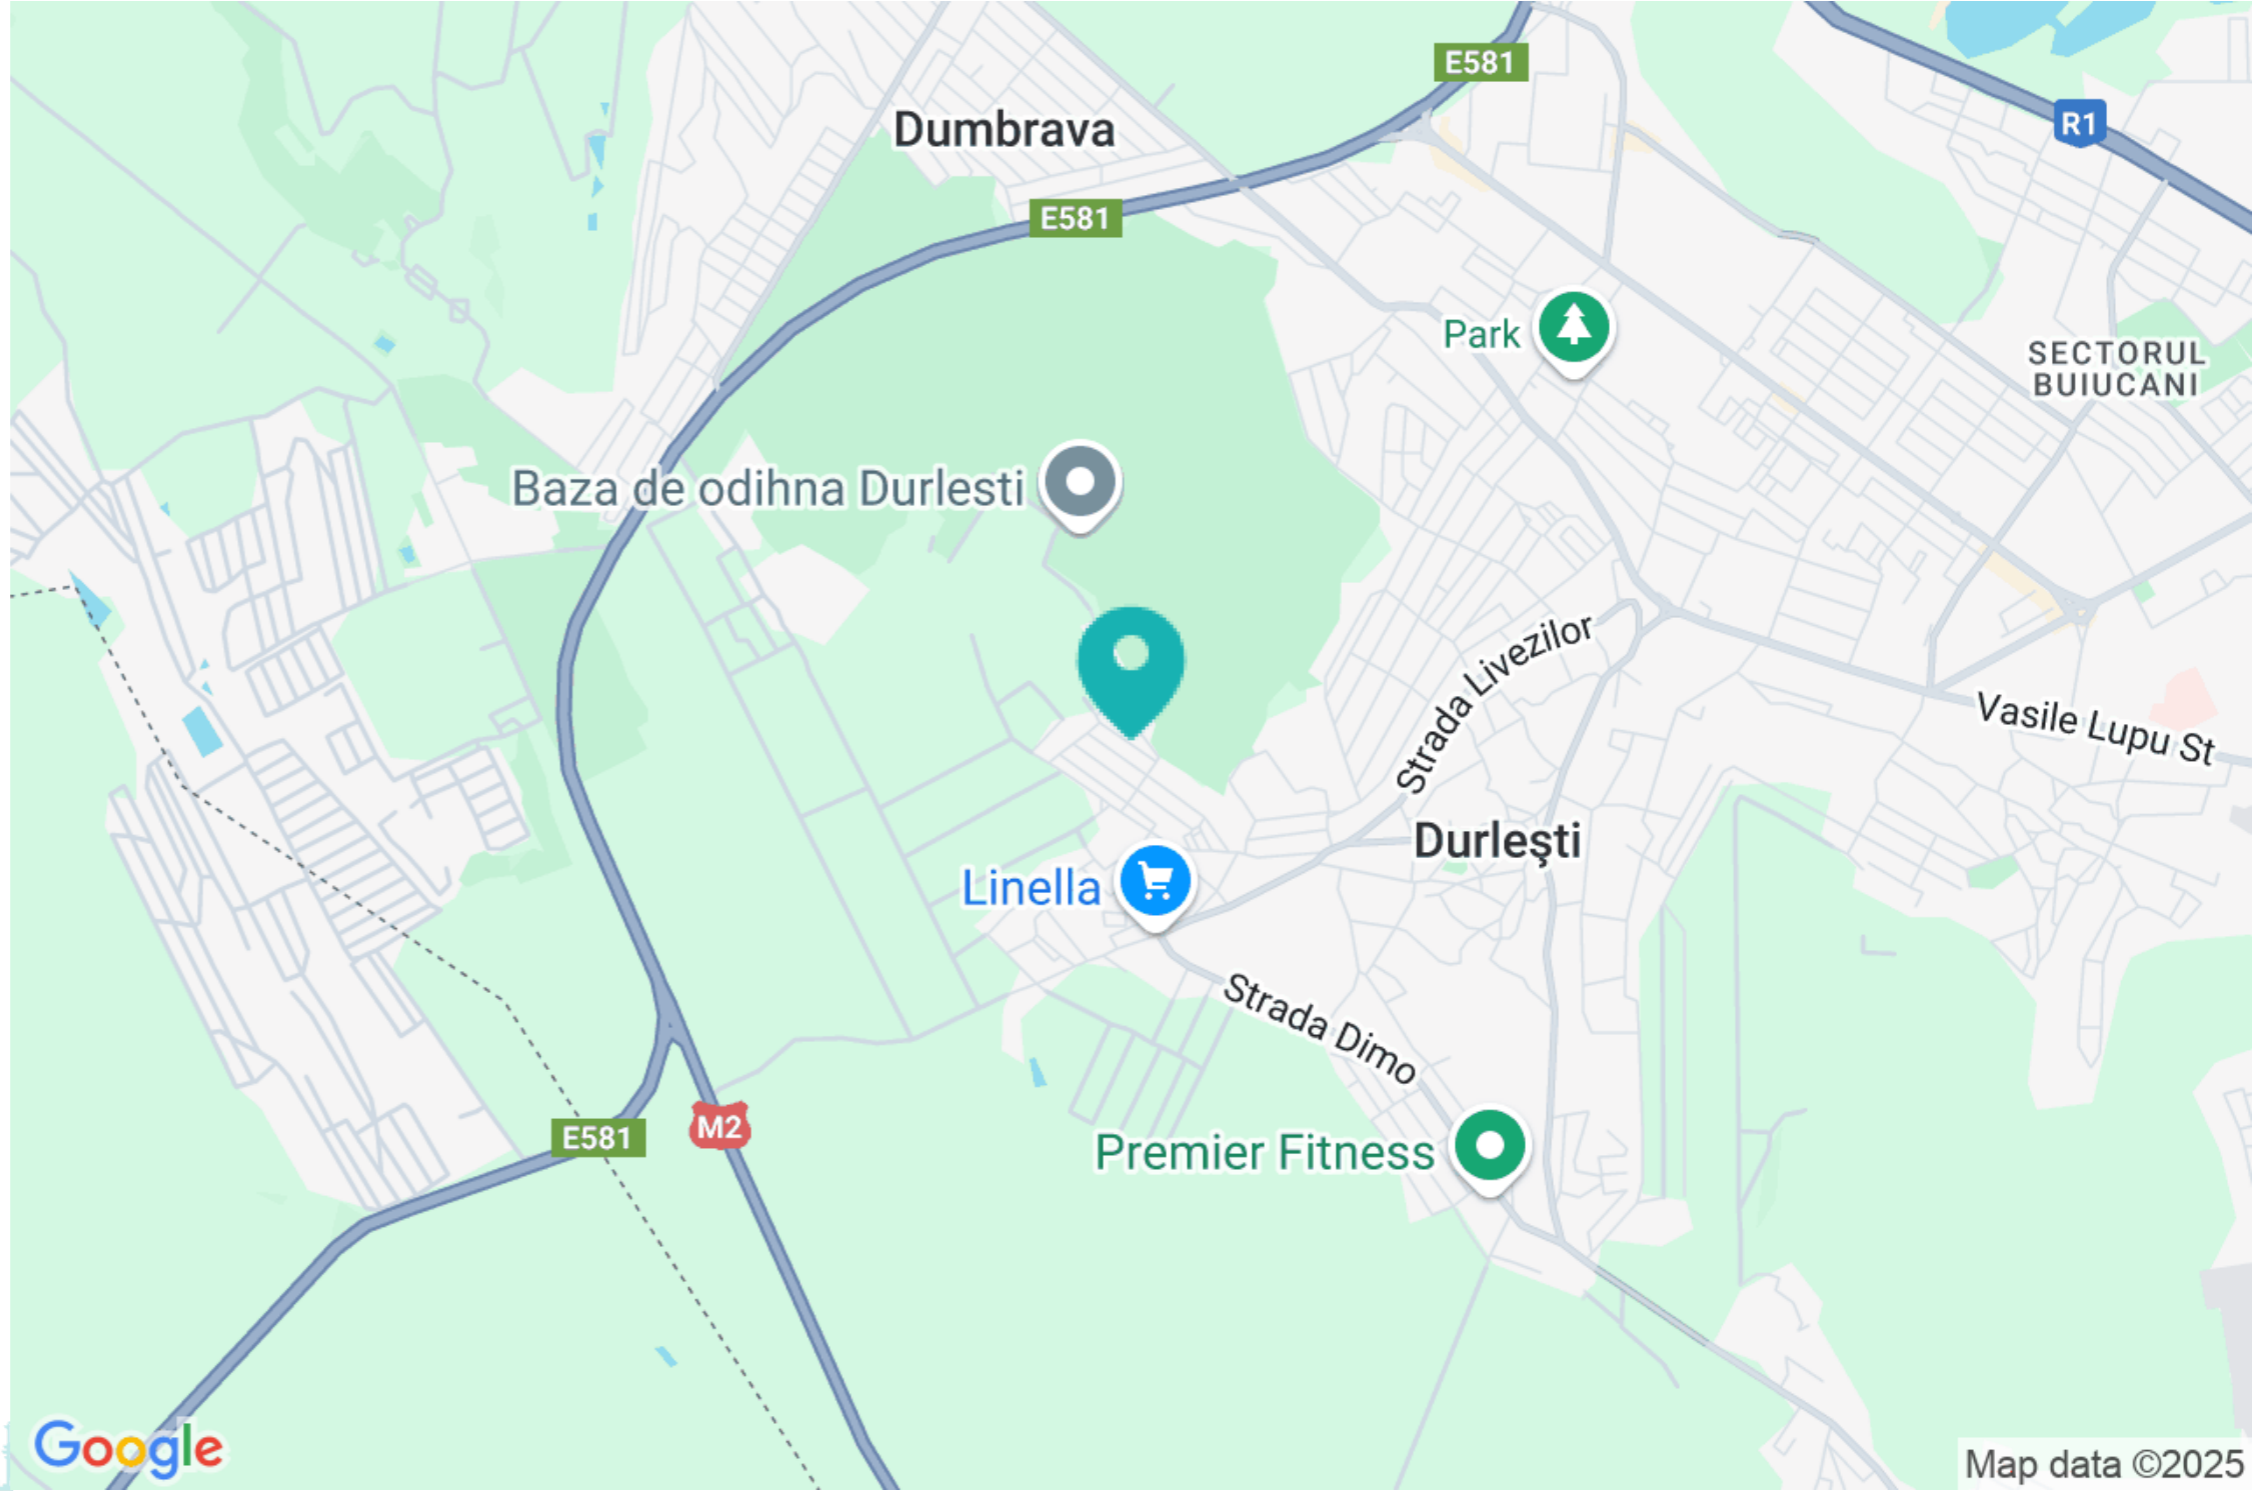 E581
Dumbrava
R1
E581
Park
SECTORUL
BUIUCANI
Baza de odihna Durlesti
Strada Livezilor
Vasile Lupu St
Durleşti
Linella
Strada Dimo
E581
M2
Premier Fitness
Google
Map data ©2025